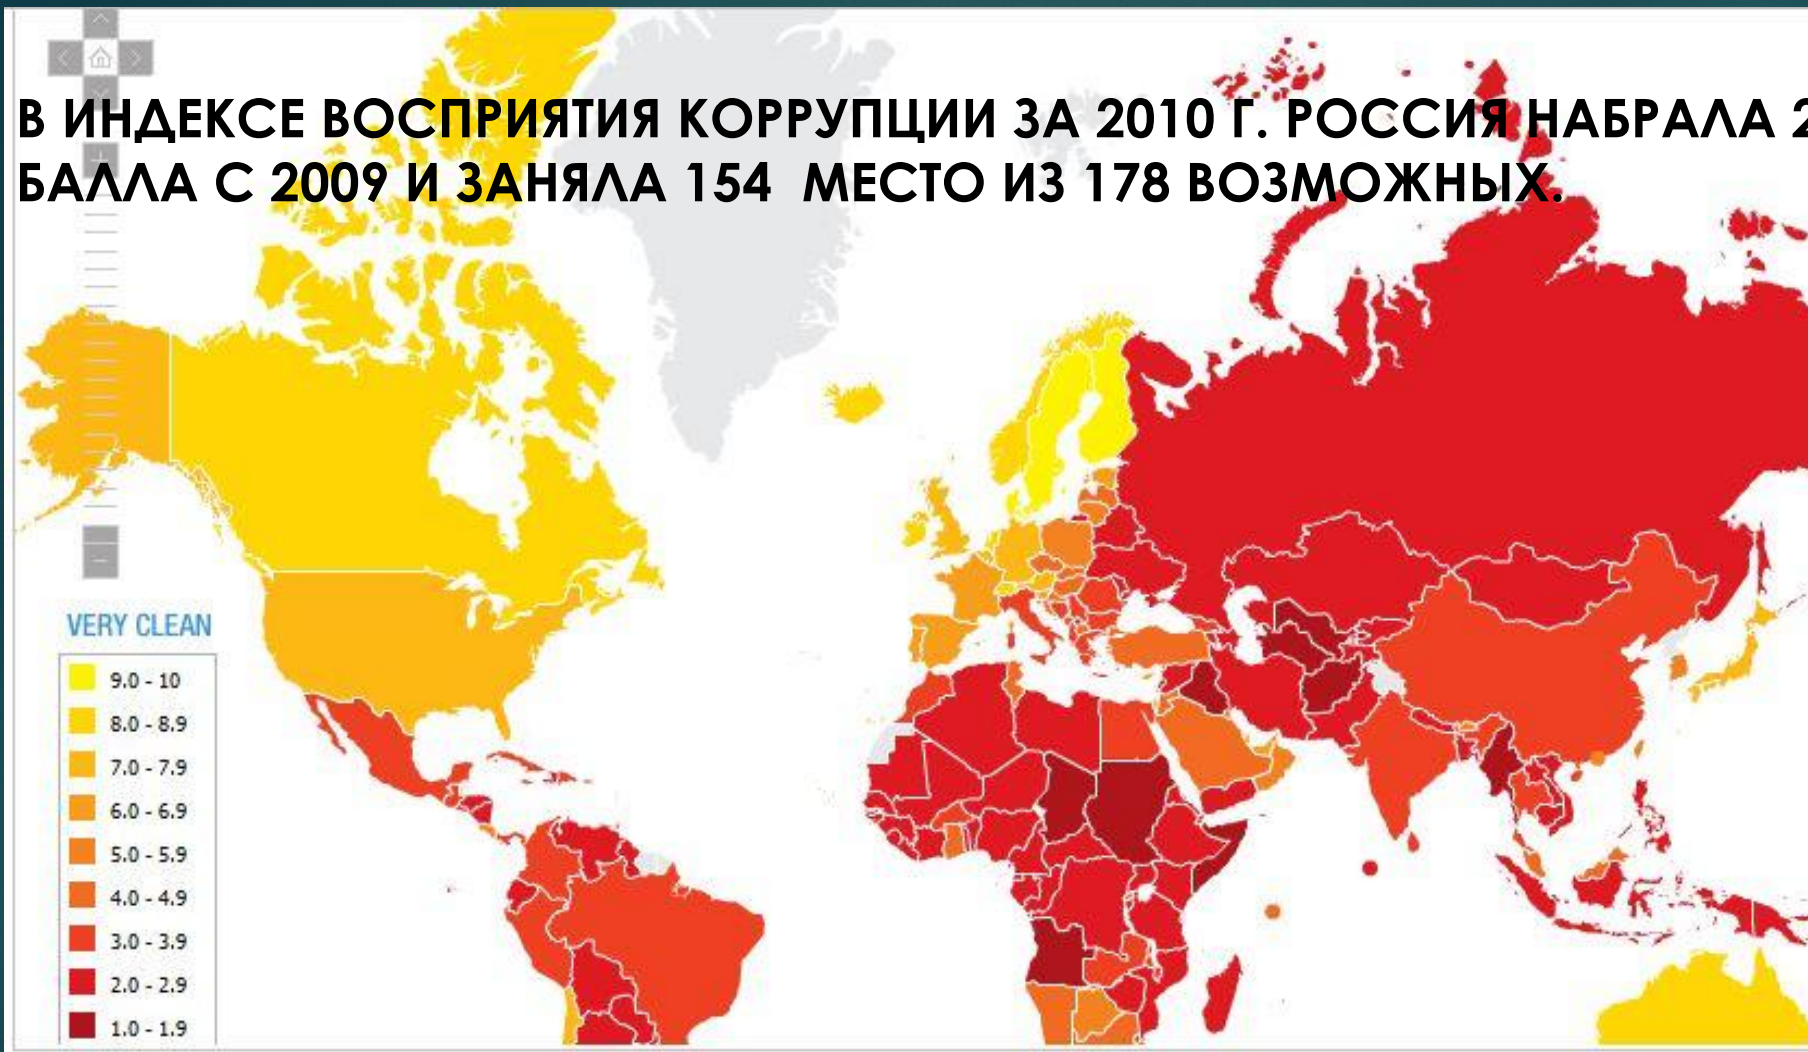 В ИНДЕКСЕ ВОСПРИЯТИЯ КОРРУПЦИИ ЗА 2010 Г. РОССИЯ НАБРАЛА 2
БАЛЛА С 2009 И ЗАНЯЛА 154 МЕСТО ИЗ 178 ВОЗМОЖНЫХ.
VERY CLEAN
9.0 - 10
8.0 - 8.9
7.0 - 7.9
6.0 - 6.9
5.0 - 5.9
4.0 - 4.9
3.0 - 3.9
2.0 - 2.9
1.0 - 1.9